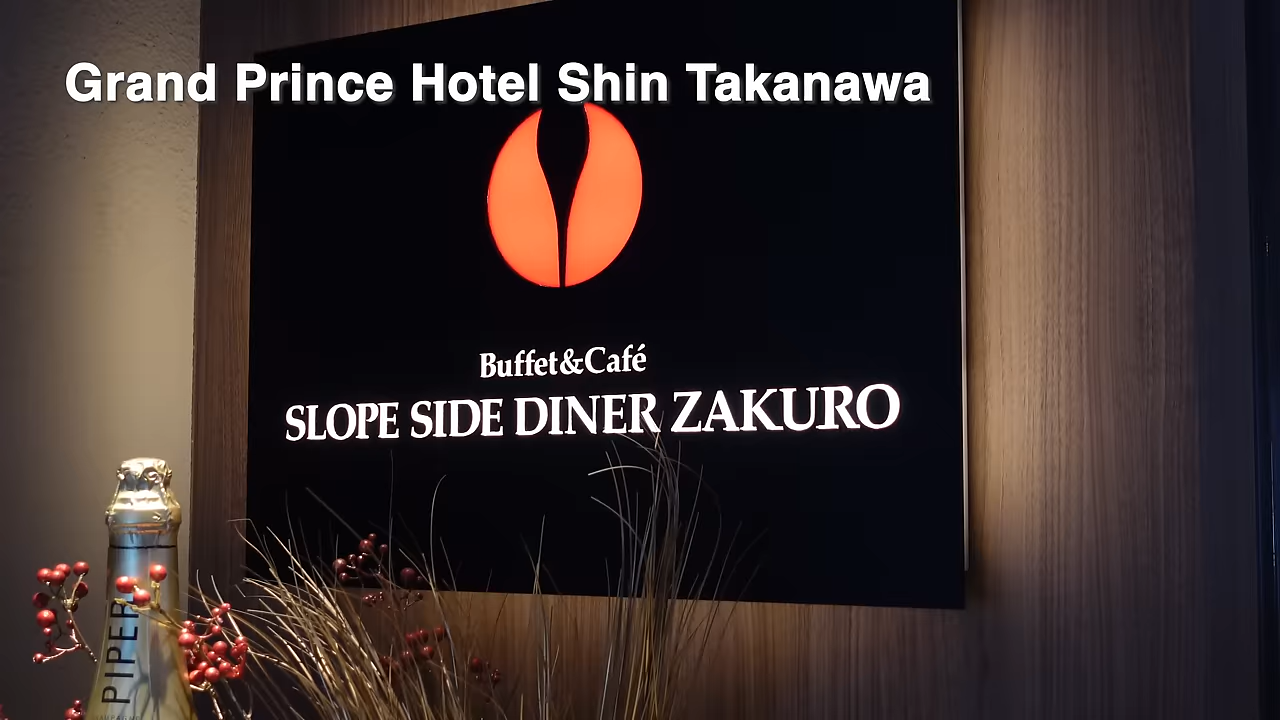 Grand Prince Hotel Shin Takanawa
Buffet&Café
SLOPE SIDE DINER ZAKURO
PIPER